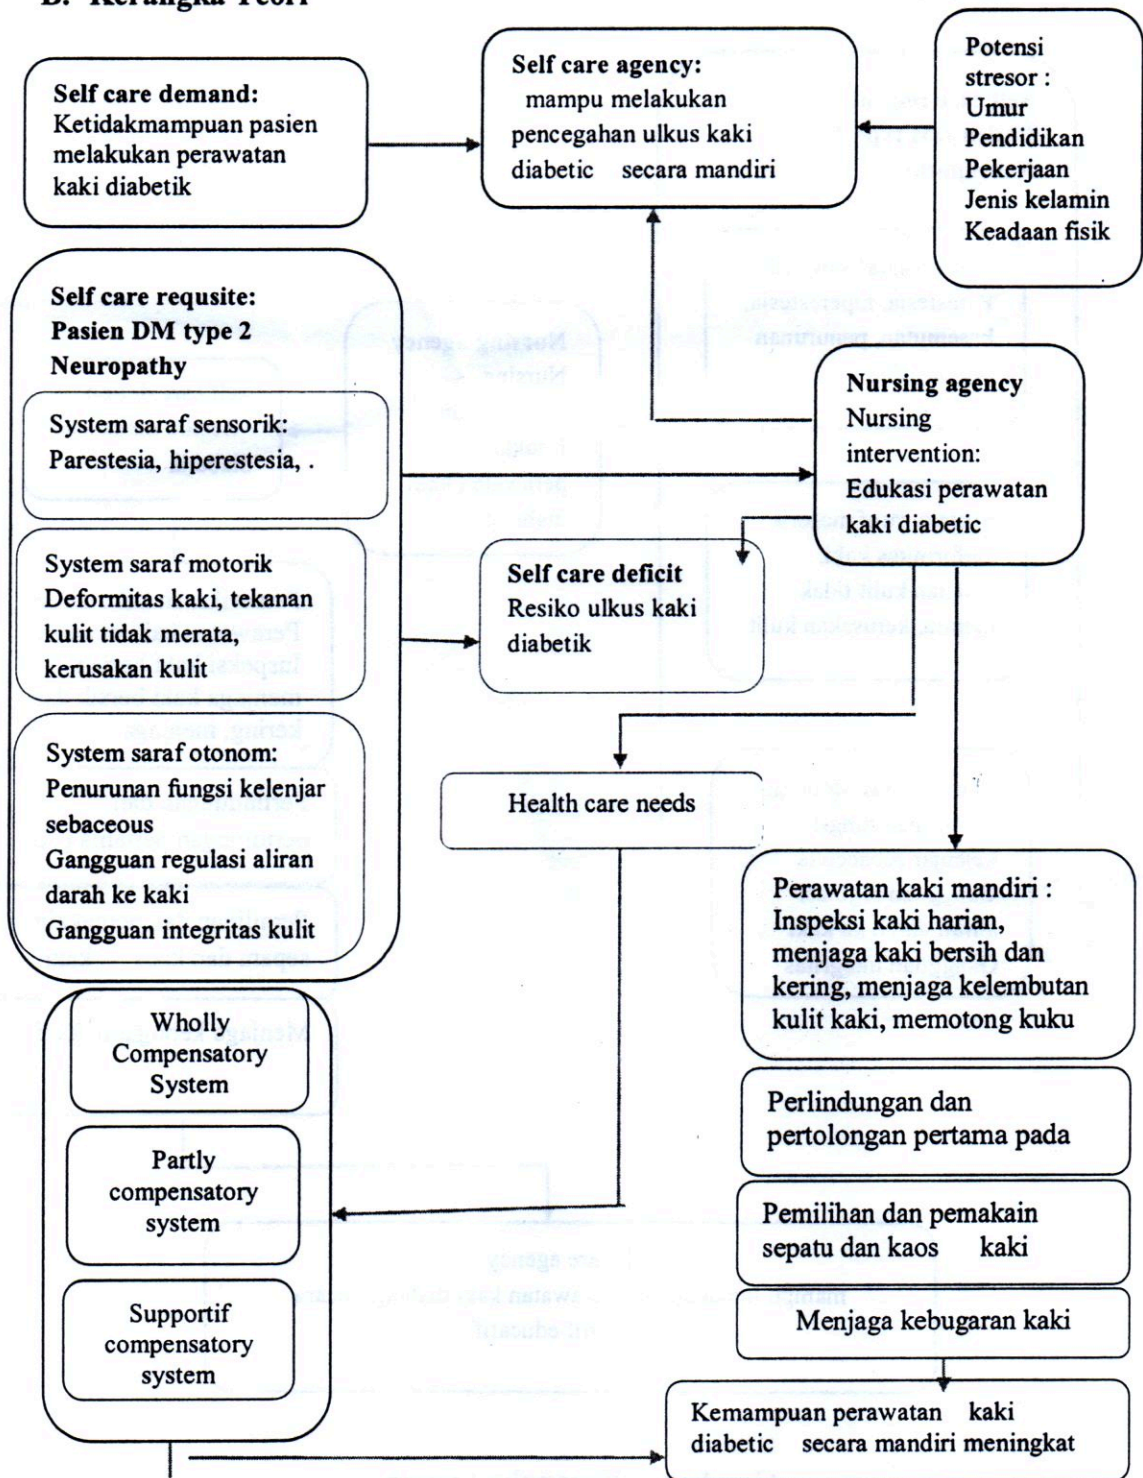 B. Kerangka Teori
Self care demand:
Ketidakmampuan pasien
melakukan perawatan
kaki diabetik
Self care agency:
mampu melakukan
pencegahan ulkus kaki
diabetic secara mandiri
Potensi
stresor :
Umur
Pendidikan
Pekerjaan
Jenis kelamin
Keadaan fisik
Self care requsite:
Pasien DM type 2
Neuropathy
System saraf sensorik:
Parestesia, hiperestesia, .
System saraf motorik
Deformitas kaki, tekanan
kulit tidak merata,
kerusakan kulit
System saraf otonom:
Penurunan fungsi kelenjar
sebaceous
Gangguan regulasi aliran
darah ke kaki
Gangguan integritas kulit
Nursing agency
Nursing
intervention:
Edukasi perawatan
kaki diabetic
Self care deficit
Resiko ulkus kaki
diabetik
Health care needs
Perawatan kaki mandiri :
Inspeksi kaki harian,
menjaga kaki bersih dan
kering, menjaga kelembutan
kulit kaki, memotong kuku
Perlindungan dan
pertolongan pertama pada
Pemilihan dan pemakain
sepatu dan kaos kaki
Menjaga kebugaran kaki
Wholly
Compensatory
System
Partly
compensatory
system
Supportif
compensatory
system
Kemampuan perawatan kaki
diabetic secara mandiri meningkat